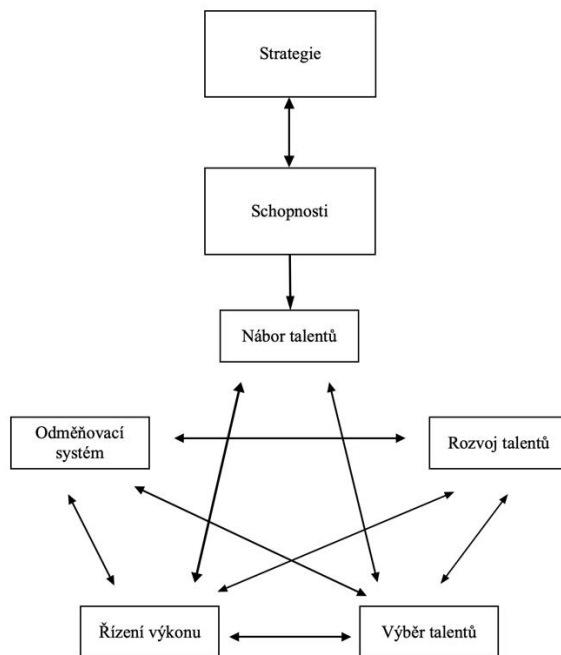 Strategie
Schopnosti
Nábor talentů
Odměňovací
systém
Rozvoj talentů
Řízení výkonu
Výběr talentů